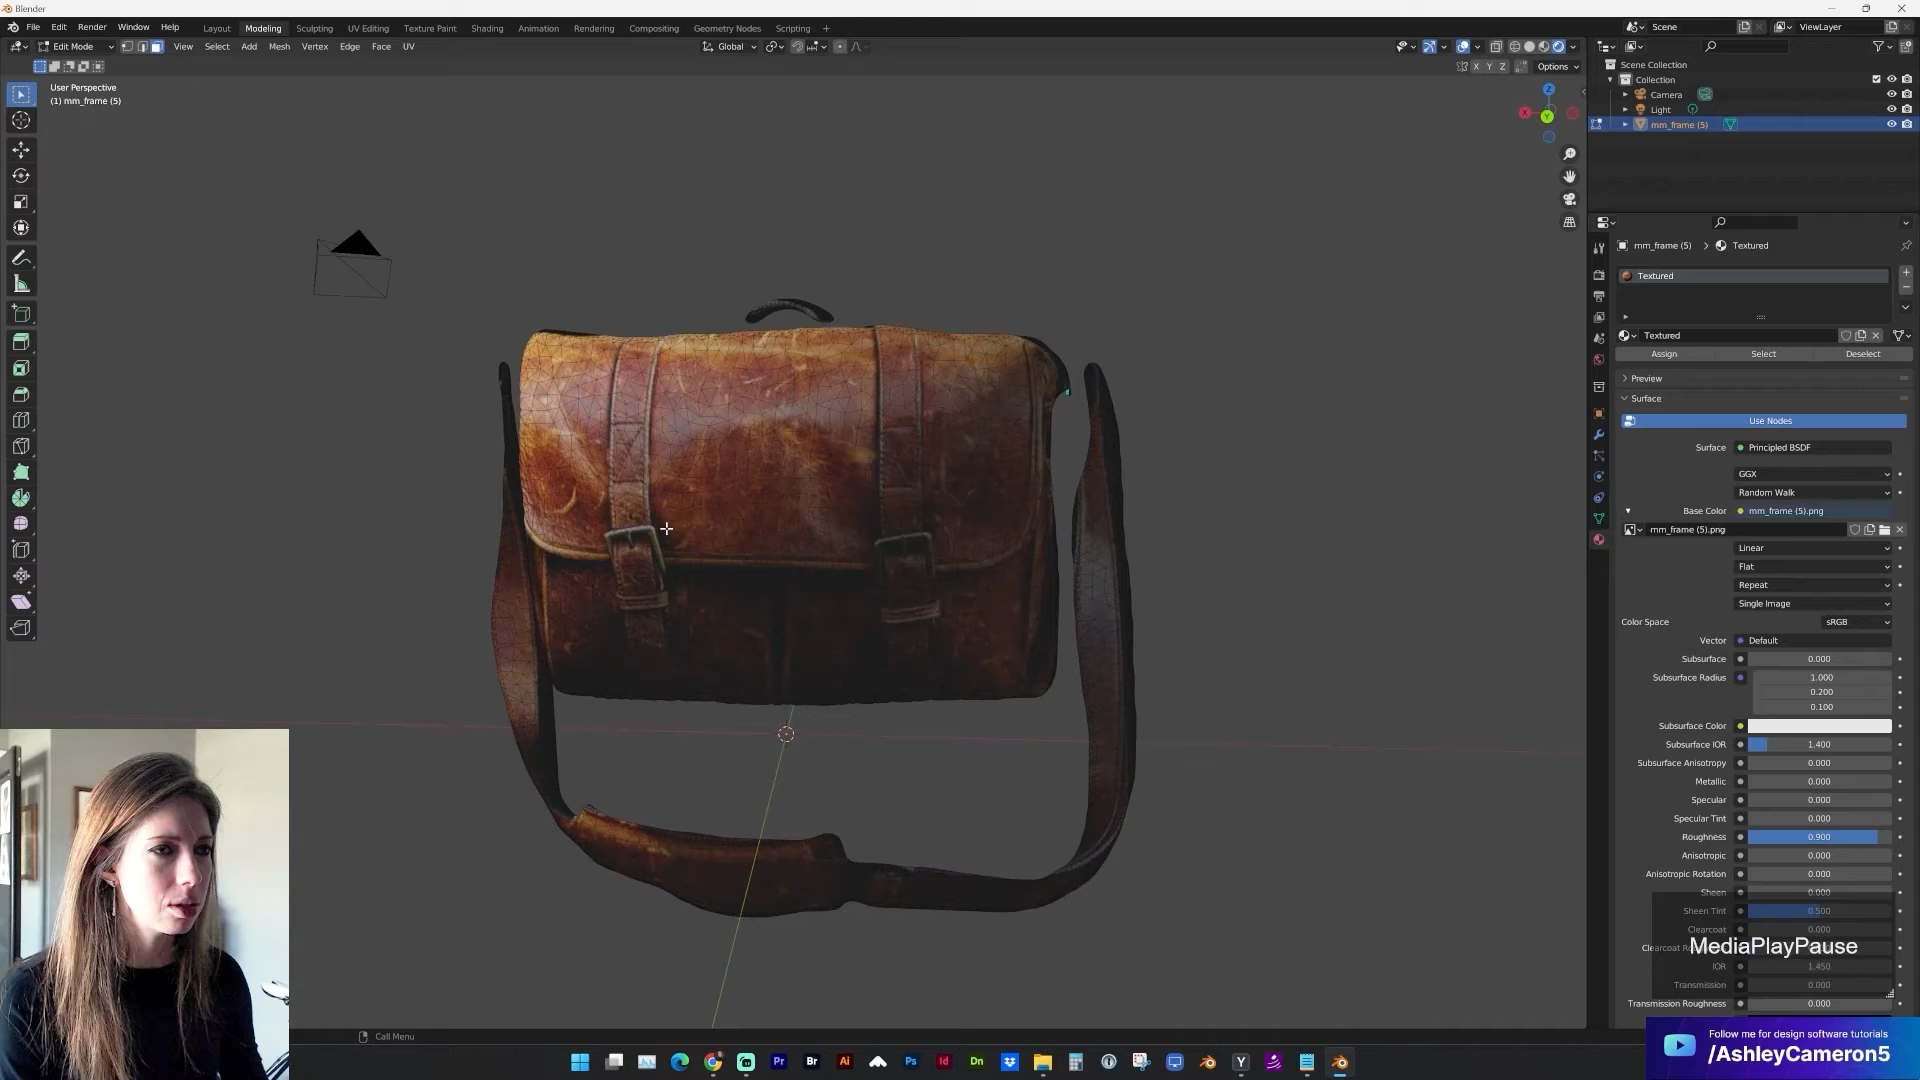 Blender
File Edit Render Window Help
Layout Modeling Sculpting UV Editing Texture Paint Shading Animation Rendering Compositing Geometry Nodes Scripting +
Scene
ViewLayer
Edit Mode View Select Add Mesh Vertex Edge Face UV
Global
X Y Z
Options
User Perspective
(1) mm_frame (5)
Z
X
Y
Scene Collection
Collection
Camera
Light
mm_frame (5)
mm_frame (5) > Textured
Textured
Textured
Assign Select Deselect
Preview
Surface
Use Nodes
Surface Principled BSDF
GGX
Random Walk
Base Color mm_frame (5).png
mm_frame (5).png
Linear
Flat
Repeat
Single Image
Color Space sRGB
Vector Default
Subsurface 0.000
Subsurface Radius 1.000
0.200
0.100
Subsurface Color
Subsurface IOR 1.400
Subsurface Anisotropy 0.000
Metallic 0.000
Specular 0.000
Specular Tint 0.000
Roughness 0.900
Anisotropic 0.000
Anisotropic Rotation 0.000
Sheen 0.000
Sheen Tint 0.500
Clearcoat 0.000
MediaPlayPause
IOR 1.450
Transmission 0.000
Transmission Roughness 0.000
Call Menu
Pr Br Ai Ps Id Dn
Y
Follow me for design software tutorials
/AshleyCameron5